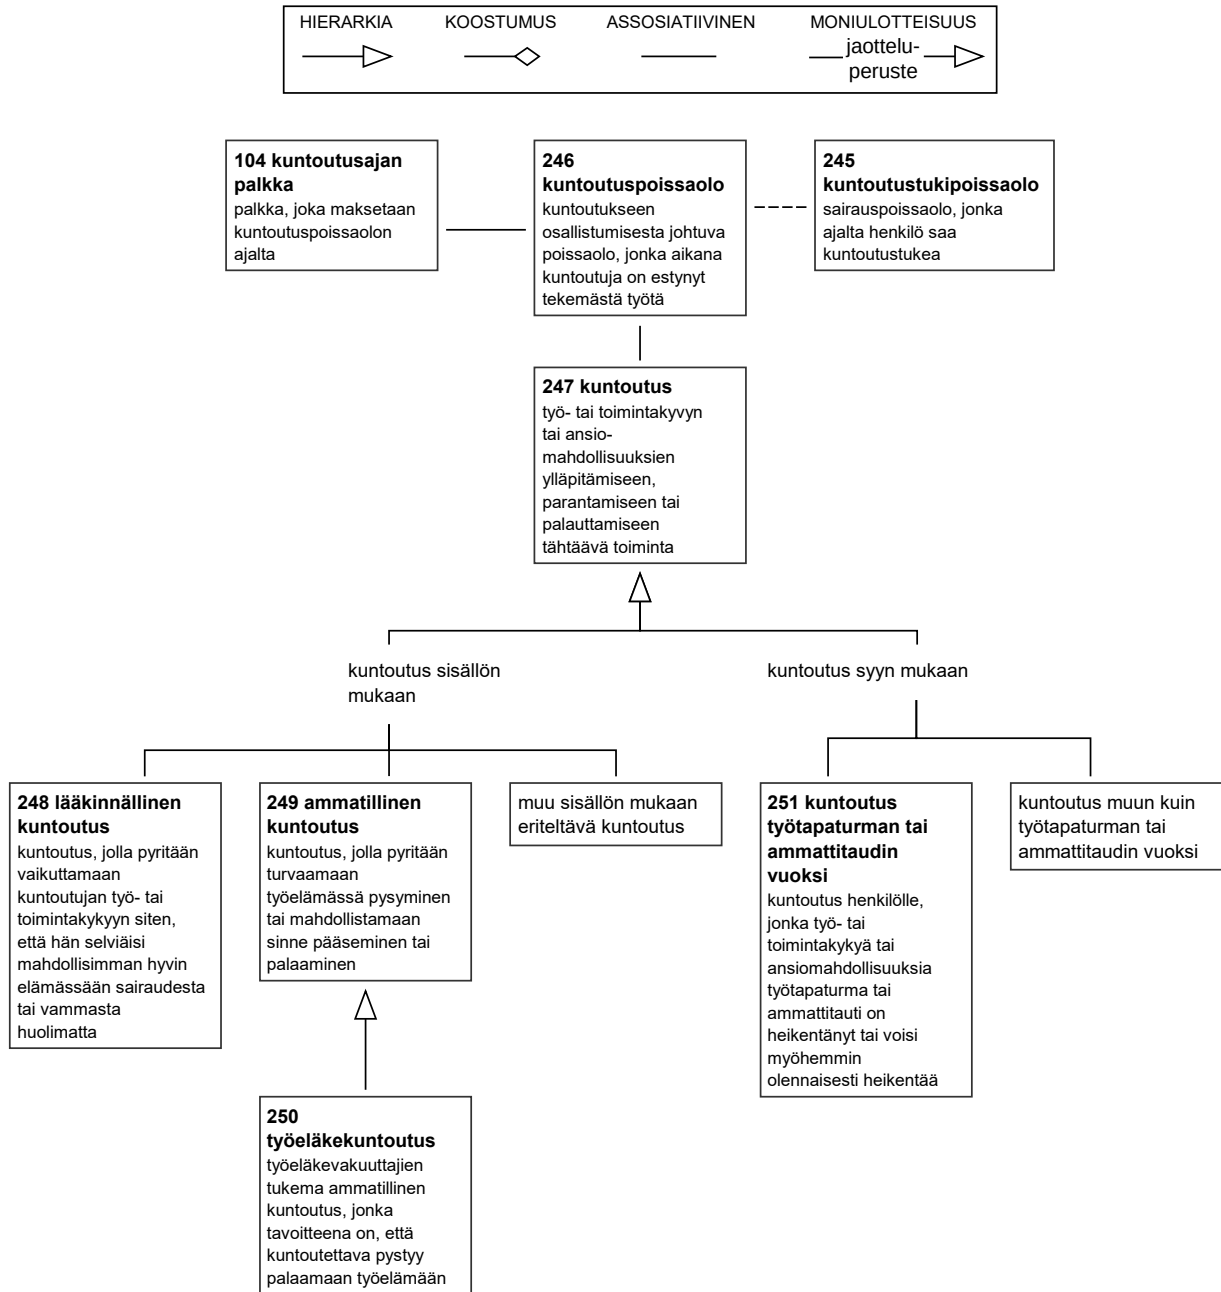 HIERARKIA
KOOSTUMUS
ASSOSIATIIVINEN
MONIULOTTEISUUS
jaottelu-
peruste
104 kuntoutusajan
palkka
palkka, joka maksetaan
kuntoutuspoissaolon
ajalta
246
kuntoutuspoissaolo
kuntoutukseen
osallistumisesta johtuva
poissaolo, jonka aikana
kuntoutuja on estynyt
tekemästä työtä
245
kuntoutustukipoissaolo
sairauspoissaolo, jonka
ajalta henkilö saa
kuntoutustukea
247 kuntoutus
työ- tai toimintakyvyn
tai ansio-
mahdollisuuksien
ylläpitämiseen,
parantamiseen tai
palauttamiseen
tähtäävä toiminta
kuntoutus sisällön
mukaan
kuntoutus syyn mukaan
248 lääkinnällinen
kuntoutus
kuntoutus, jolla pyritään
vaikuttamaan
kuntoutujan työ- tai
toimintakykyyn siten,
että hän selviäisi
mahdollisimman hyvin
elämässään sairaudesta
tai vammasta
huolimatta
249 ammatillinen
kuntoutus
kuntoutus, jolla pyritään
turvaamaan
työelämässä pysyminen
tai mahdollistamaan
sinne pääseminen tai
palaaminen
muu sisällön mukaan
eriteltävä kuntoutus
251 kuntoutus
työtapaturman tai
ammattitaudin
vuoksi
kuntoutus henkilölle,
jonka työ- tai
toimintakykyä tai
ansiomahdollisuuksia
työtapaturma tai
ammattitauti on
heikentänyt tai voisi
myöhemmin
olennaisesti heikentää
kuntoutus muun kuin
työtapaturman tai
ammattitaudin vuoksi
250
työeläkekuntoutus
työeläkevakuuttajien
tukema ammatillinen
kuntoutus, jonka
tavoitteena on, että
kuntoutettava pystyy
palaamaan työelämään